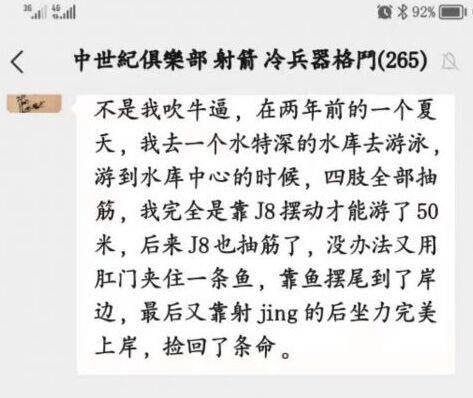 3G 4G 92%
中世紀俱樂部 射箭 冷兵器格鬥(265)
不是我吹牛逼，在两年前的一个夏
天，我去一个水特深的水库去游泳，
游到水库中心的时候，四肢全部抽
筋，我完全是靠J8摆动才能游了50
米，后来J8也抽筋了，没办法又用
肛门夹住一条鱼，靠鱼摆尾到了岸
边，最后又靠射jing的后坐力完美
上岸，捡回了条命。